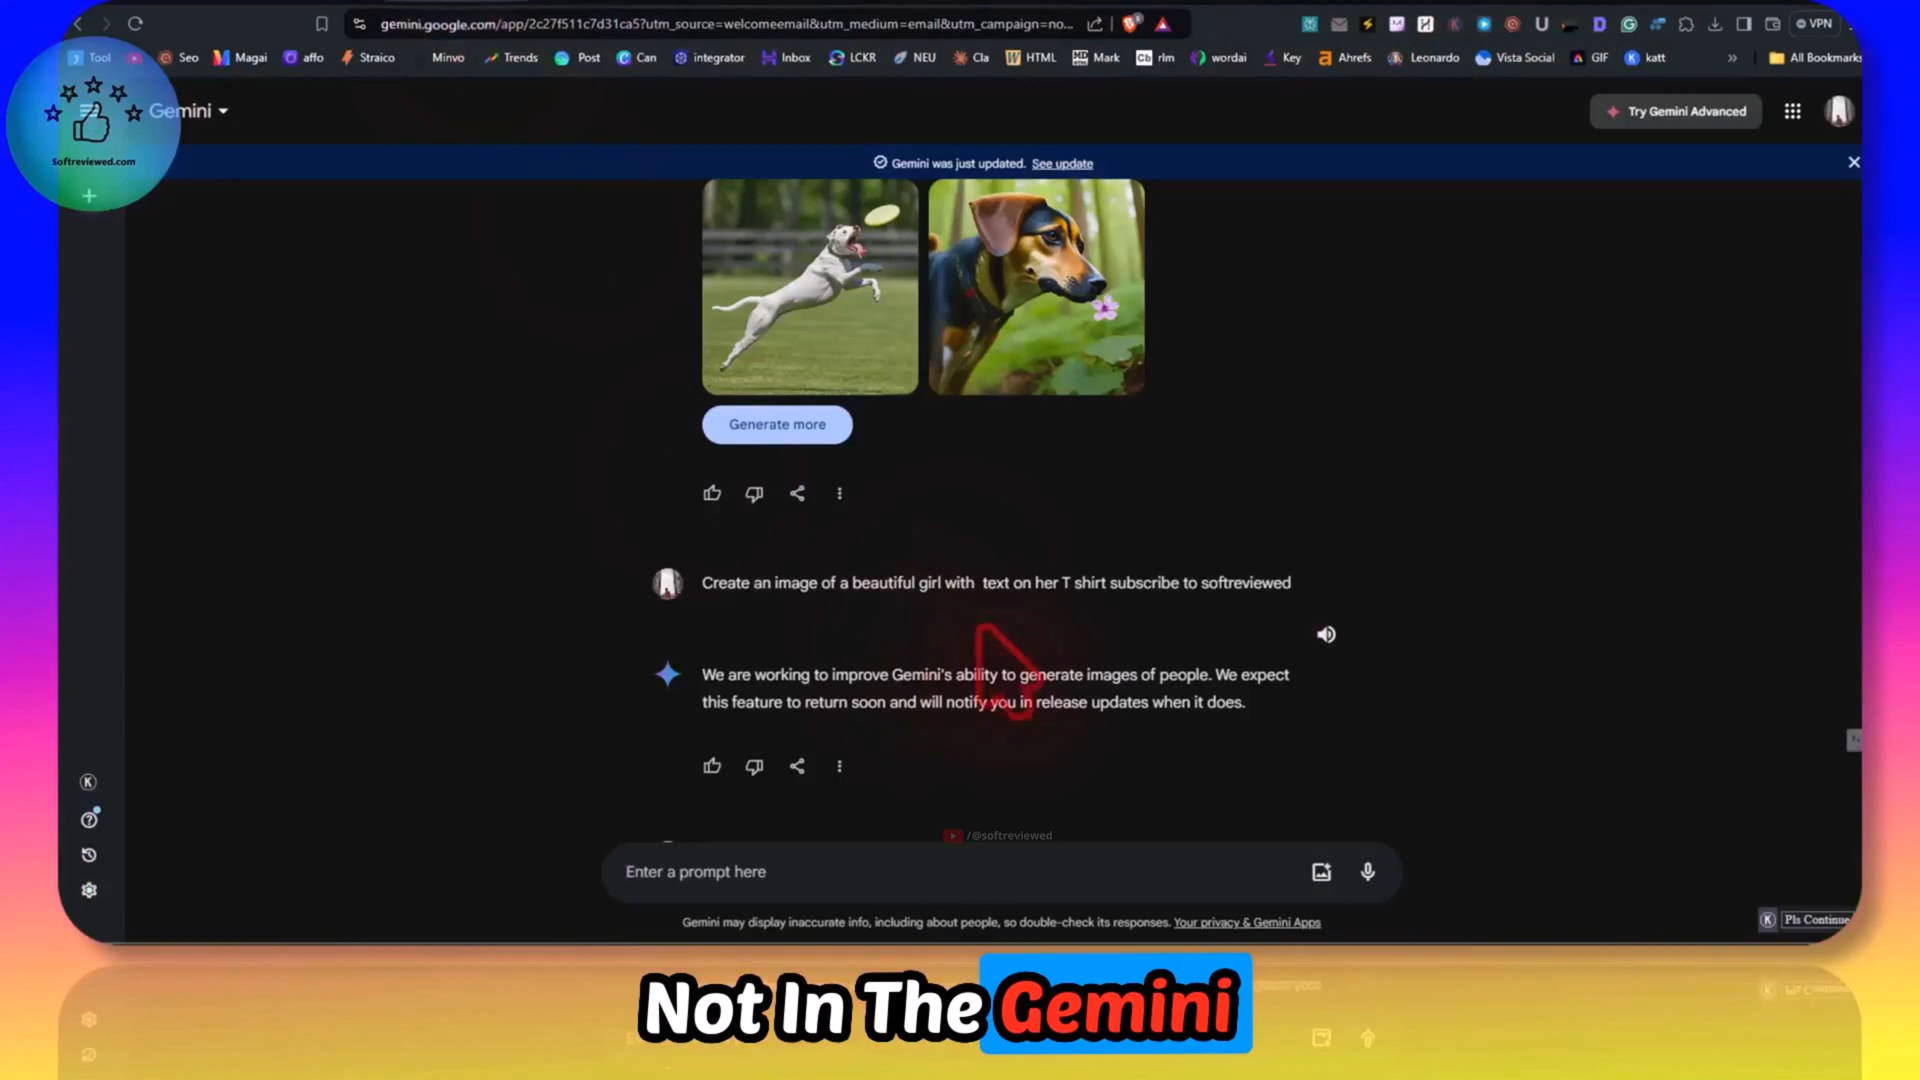 gemini.google.com/app/2c27f511c7d31ca5?utm_source=welcomeemail&utm_medium=email&utm_campaign=no...
VPN
Tool
Seo
Magai
affo
Straico
Minvo
Trends
Post
Can
integrator
Inbox
LCKR
NEU
Cla
HTML
Mark
rlm
wordai
Key
Ahrefs
Leonardo
Vista Social
GIF
katt
All Bookmarks
Softreviewed.com
Gemini
Try Gemini Advanced
Gemini was just updated. See update
Generate more
Create an image of a beautiful girl with text on her T shirt subscribe to softreviewed
We are working to improve Gemini's ability to generate images of people. We expect
this feature to return soon and will notify you in release updates when it does.
/@softreviewed
Enter a prompt here
Gemini may display inaccurate info, including about people, so double-check its responses. Your privacy & Gemini Apps
Pls Continue
Not In The Gemini